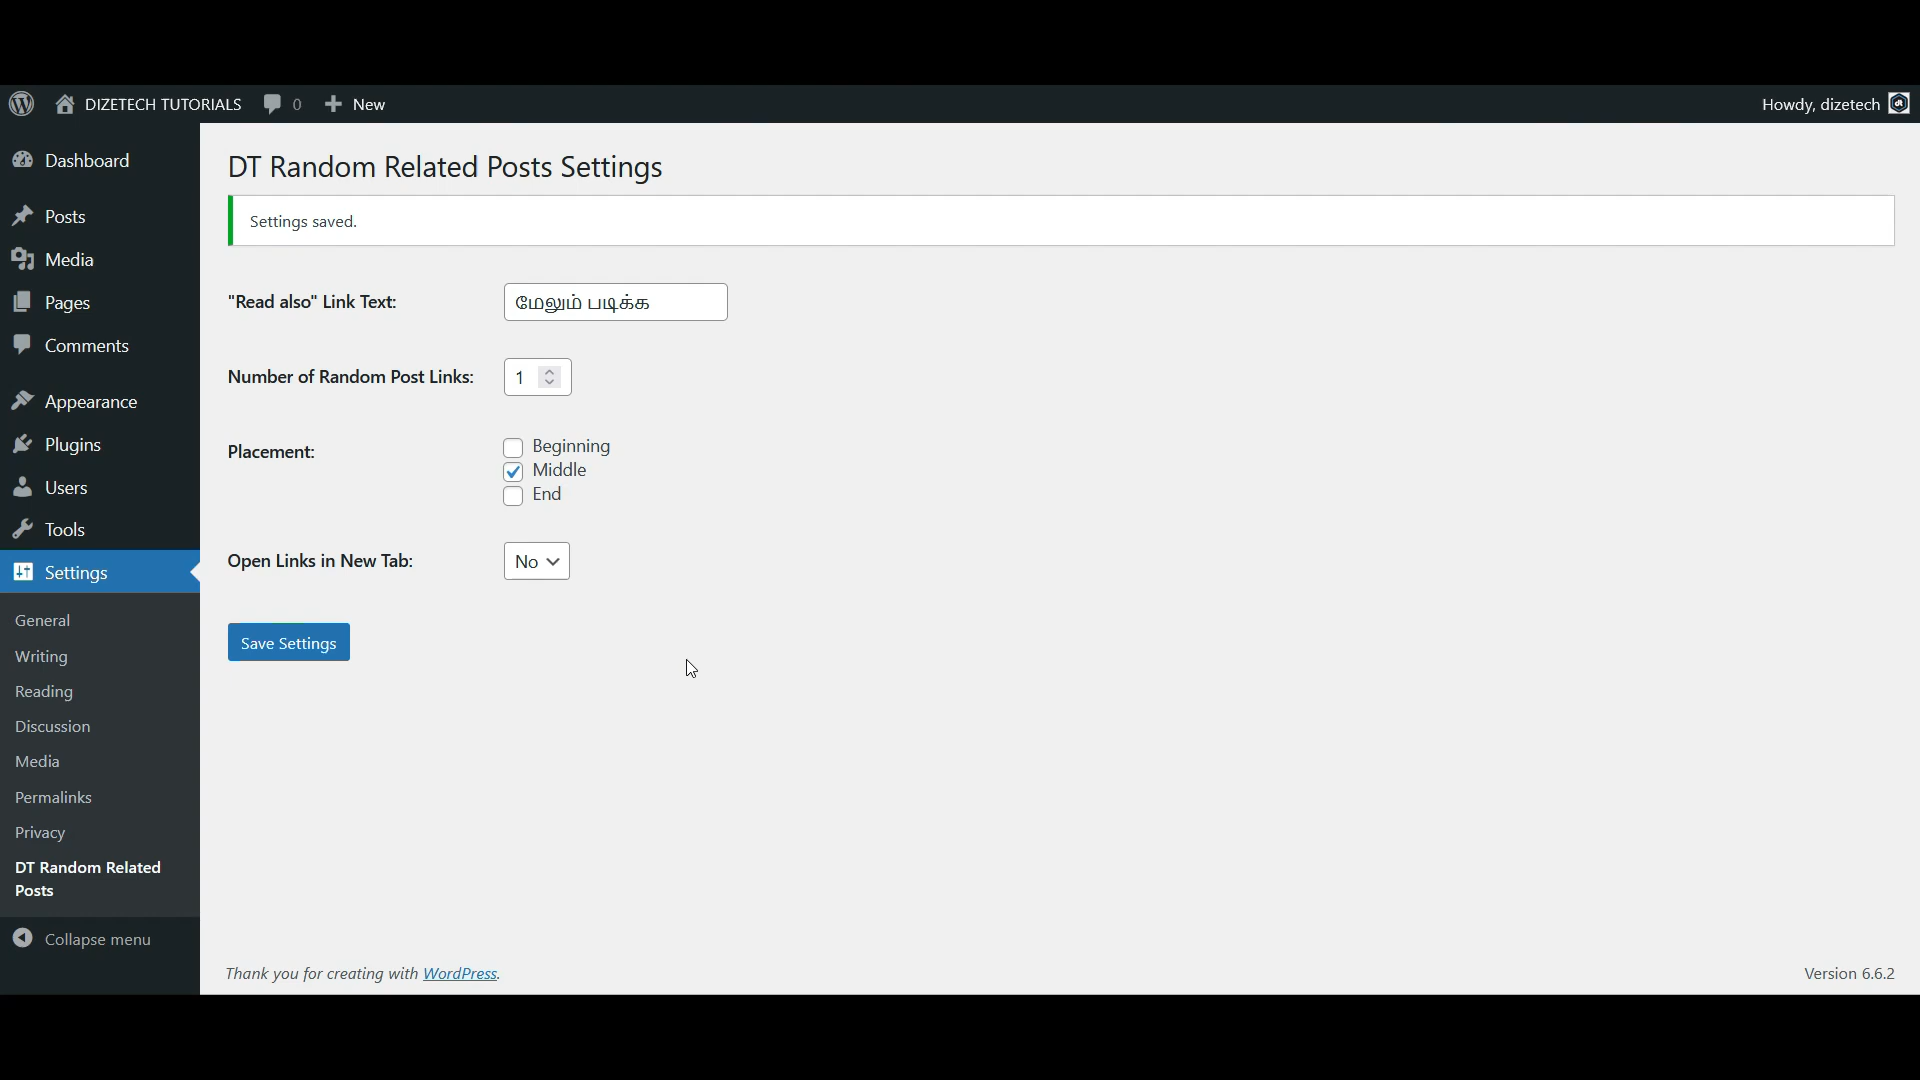 DIZETECH TUTORIALS 0 New Howdy, dizetech
Dashboard
Posts
Media
Pages
Comments
Appearance
Plugins
Users
Tools
Settings
General
Writing
Reading
Discussion
Media
Permalinks
Privacy
DT Random Related
Posts
Collapse menu
DT Random Related Posts Settings
Settings saved.
"Read also" Link Text: மேலும் படிக்க
Number of Random Post Links: 1
Placement: Beginning
Middle
End
Open Links in New Tab: No
Save Settings
Thank you for creating with WordPress. Version 6.6.2